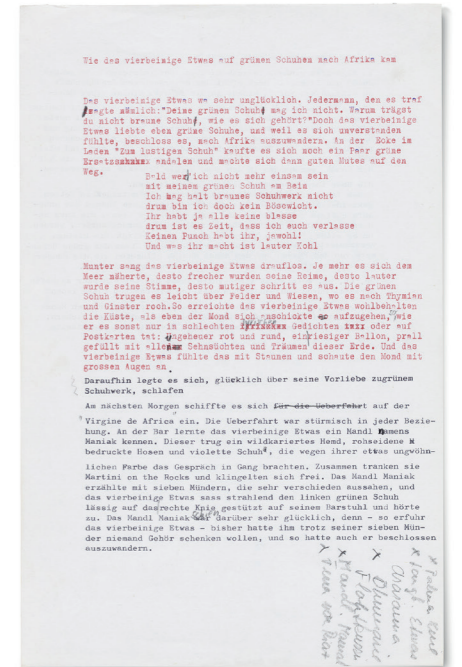 Wie das vierbeinige Etwas auf grünen Schuhen nach Afrika kam
Das vierbeinige Etwas wa sehr unglücklich. Jedermann, den es traf
sagte nämlich:"Deine grünen Schuh mag ich nicht. Warum trägst
du nicht braune Schuh, wie es sich gehört?"Doch das vierbeinige
Etwas liebte eben grüne Schuhe, und weil es sich unverstanden
fühlte, beschloss es, nach Afrika auszuwandern. An der Ecke im
Laden "Zum lustigen Schuh" kaufte es sich noch ein Paar grüne
Ersatz andalen und machte sich dann guten Mutes auf den
Weg.
Bald werd ich nicht mehr einsam sein
mit meinem grünen Schuh am Bein
Ich mag halt braunes Schuhwerk nicht
drum bin ich doch kein Bösewicht.
Ihr habt ja alle keine blasse
drum ist es Zeit, dass ich euch verlasse
Keinen Punch habt ihr, jawohl!
Und was ihr macht ist lauter Kohl
Munter sang das vierbeinige Etwas drauflos. Je mehr es sich dem
Meer näherte, desto frecher wurden seine Reime, desto lauter
wurde seine Stimme, desto mutiger schritt es aus. Die grünen
Schuh trugen es leicht über Felder und Wiesen, wo es nach Thymian
und Ginster roch.So erreichte das vierbeinige Etwas wohlbehalten
die Küste, als eben der Mond sich anschickte so aufzugehen, wie
er es sonst nur in schlechten Gedichten oder auf
Postkarten tat: Ungeheuer rot und rund, ein riesiger Ballon, prall
gefüllt mit allen Sehnsüchten und Träumen dieser Erde. Und das
vierbeinige Etwas fühlte das mit Staunen und schaute den Mond mit
grossen Augen an.
Daraufhin legte es sich, glücklich über seine Vorliebe zugrünem
Schuhwerk, schlafen
Am nächsten Morgen schiffte es sich für die Ueberfahrt auf der
Virgine de Africa ein. Die Ueberfahrt war stürmisch in jeder Bezie-
hung. An der Bar lernte das vierbeinige Etwas ein Mandl Namens
Maniak kennen. Dieser trug ein wildkariertes Hemd, rohseidene
bedruckte Hosen und violette Schuh, die wegen ihrer etwas ungwöhn-
lichen Farbe das Gespräch in Gang brachten. Zusammen tranken sie
Martini on the Rocks und klingelten sich frei. Das Mandl Maniak
erzählte mit sieben Mündern, die sehr verschieden aussahen, und
das vierbeinige Etwas sass strahlend den linken grünen Schuh
lässig auf das rechte Knie gestützt auf seinem Barstuhl und hörte
zu. Das Mandl Maniak schien darüber sehr glücklich, denn - so erfuhr
das vierbeinige Etwas - bisher hatte ihm trotz seiner sieben Mün-
der niemand Gehör schenken wollen, und so hatte auch er beschlossen
auszuwandern.